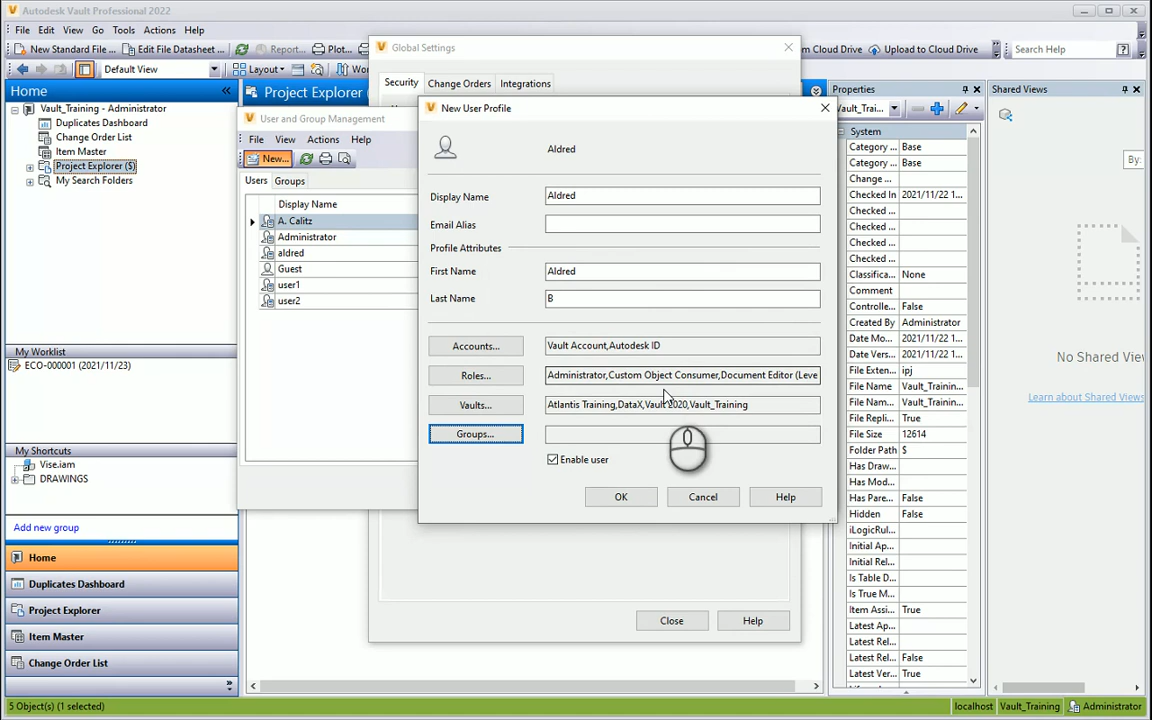 Autodesk Vault Professional 2022
File Edit View Go Tools Actions Help
New Standard File ... Edit File Datasheet ... Report... Plot... Global Settings om Cloud Drive Upload to Cloud Drive Search Help
Default View Layout
Home
Vault_Training - Administrator
Duplicates Dashboard
Change Order List
Item Master
Project Explorer ($)
My Search Folders
My Worklist
ECO-000001 (2021/11/23)
My Shortcuts
Vise.iam
DRAWINGS
Add new group
Home
Duplicates Dashboard
Project Explorer
Item Master
Change Order List
5 Object(s) (1 selected)
Project Explorer
Security Change Orders Integrations
User and Group Management
File View Actions Help
New...
Users Groups
Display Name
A. Calitz
Administrator
aldred
Guest
user1
user2
New User Profile
Aldred
Display Name Aldred
Email Alias
Profile Attributes
First Name Aldred
Last Name B
Accounts... Vault Account,Autodesk ID
Roles... Administrator,Custom Object Consumer,Document Editor (Leve
Vaults... Atlantis Training,DataX,Vault 2020,Vault_Training
Groups...
Enable user
OK Cancel Help
Close Help
Properties
Vault_Trai...
System
Category ... Base
Category ... Base
Change ...
Checked In 2021/11/22 1...
Checked ...
Checked ...
Checked ...
Checked ...
Classifica... None
Comment
Controlle... False
Created By Administrator
Date Mo... 2021/11/22 1...
Date Vers... 2021/11/22 1...
File Exten... ipj
File Name Vault_Trainin...
File Name Vault_Trainin...
File Repli... True
File Size 12614
Folder Path $
Has Draw...
Has Mod...
Has Pare... False
Hidden False
iLogicRul...
Initial Ap...
Initial Rel...
Is Table D...
Is True M...
Item Assi... True
Latest Ap...
Latest Rel...
Latest Rel... False
Latest Ver... True
Shared Views
By:
No Shared View
Learn about Shared Views
localhost Vault_Training Administrator